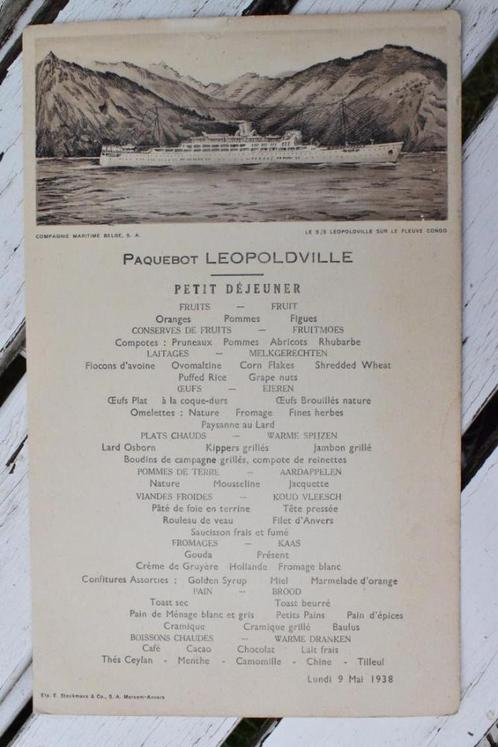 COMPAGNIE MARITIME BELGE, S. A.
LE S/S LEOPOLDVILLE SUR LE FLEUVE CONGO
PAQUEBOT LEOPOLDVILLE
PETIT DÉJEUNER
FRUITS — FRUIT
Oranges Pommes Figues
CONSERVES DE FRUITS — FRUITMOES
Compotes : Pruneaux Pommes Abricots Rhubarbe
LAITAGES — MELKGERECHTEN
Flocons d'avoine Ovomaltine Corn Flakes Shredded Wheat
Puffed Rice Grape nuts
ŒUFS — EIEREN
Œufs Plat à la coque-durs Œufs Brouillés nature
Omelettes : Nature Fromage Fines herbes
Paysanne au Lard
PLATS CHAUDS — WARME SPIJZEN
Lard Osborn Kippers grillés Jambon grillé
Boudins de campagne grillés, compote de reinettes
POMMES DE TERRE — AARDAPPELEN
Nature Mousseline Jacquette
VIANDES FROIDES — KOUD VLEESCH
Pâté de foie en terrine Tête pressée
Rouleau de veau Filet d'Anvers
Saucisson frais et fumé
FROMAGES — KAAS
Gouda Présent
Crème de Gruyère Hollande Fromage blanc
Confitures Assorties : Golden Syrup Miel Marmelade d'orange
PAIN — BROOD
Toast sec Toast beurré
Pain de Ménage blanc et gris Petits Pains Pain d'épices
Cramique Cramique grillé Baulus
BOISSONS CHAUDES — WARME DRANKEN
Café Cacao Chocolat Lait frais
Thés Ceylan - Menthe - Camomille - Chine - Tilleul
Lundi 9 Mai 1938
Ets. E. Stockmans & Co., S. A. Merxem-Anvers